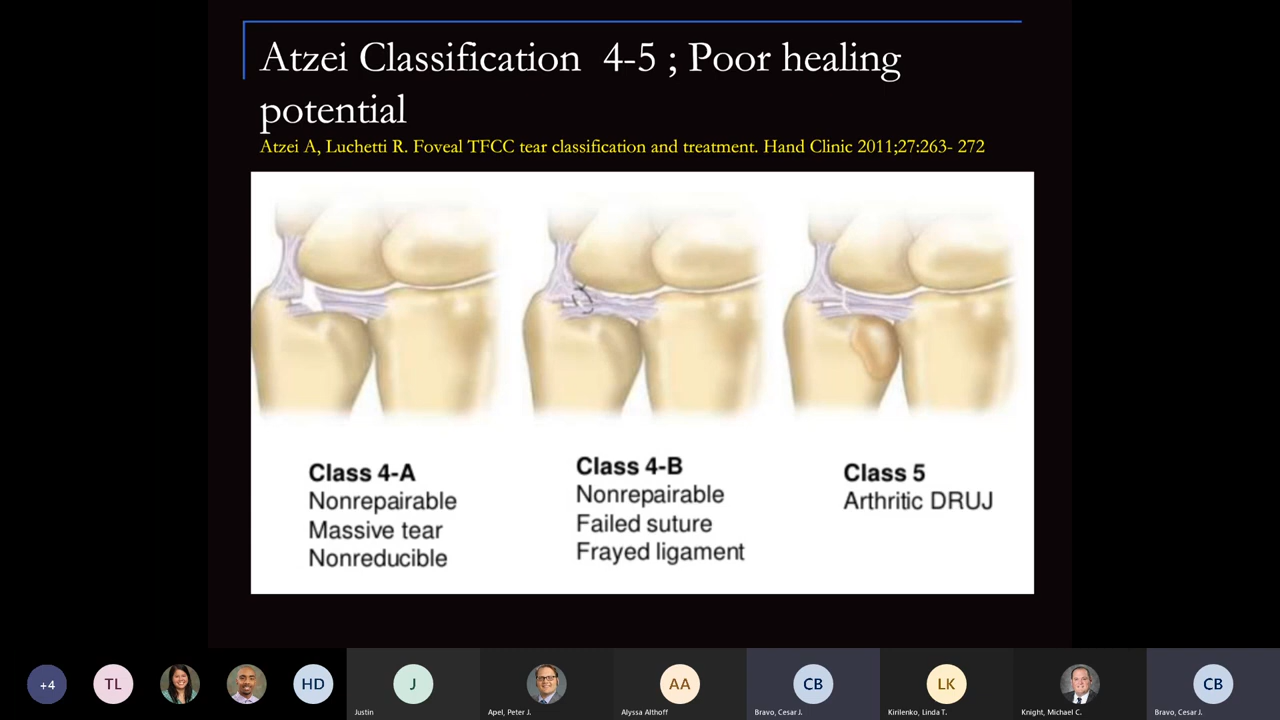 Atzei Classification 4-5 ; Poor healing
potential
Atzei A, Luchetti R. Foveal TFCC tear classification and treatment. Hand Clinic 2011;27:263- 272
Class 4-A
Nonrepairable
Massive tear
Nonreducible
Class 4-B
Nonrepairable
Failed suture
Frayed ligament
Class 5
Arthritic DRUJ
+4
TL
HD
J
Justin
Apel, Peter J.
AA
Alyssa Althoff
CB
Bravo, Cesar J.
LK
Kirilenko, Linda T.
Knight, Michael C.
CB
Bravo, Cesar J.